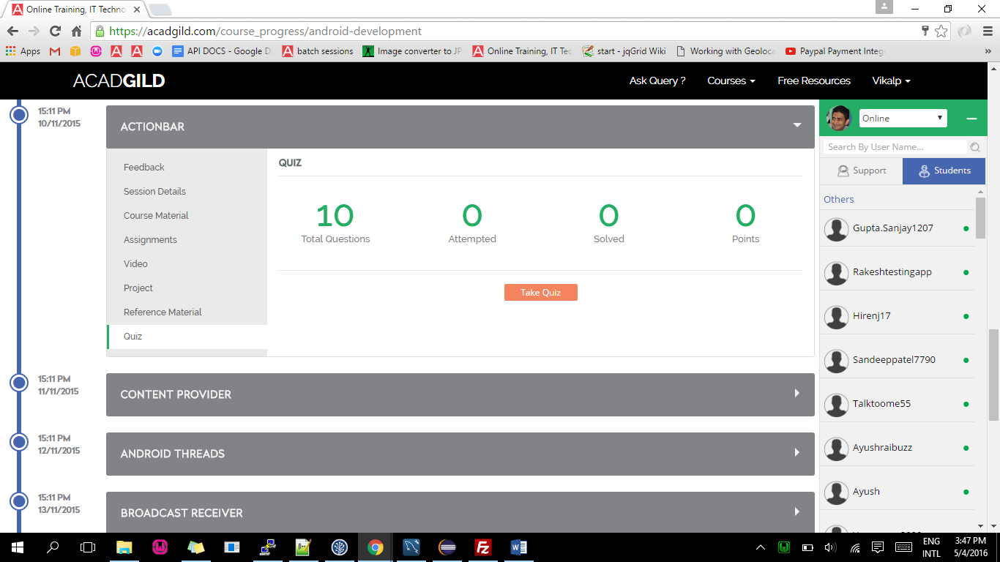 Online Training, IT Techno
https://acadgild.com/course_progress/android-development
Apps
API DOCS - Google D
batch sessions
Image converter to JP
Online Training, IT Tec
start - jqGrid Wiki
Working with Geoloca
Paypal Payment Integ
»
ACADGILD
Ask Query ?
Courses
Free Resources
Vikalp
15:11 PM
10/11/2015
ACTIONBAR
Feedback
Session Details
Course Material
Assignments
Video
Project
Reference Material
Quiz
QUIZ
10
Total Questions
0
Attempted
0
Solved
0
Points
Take Quiz
15:11 PM
11/11/2015
CONTENT PROVIDER
15:11 PM
12/11/2015
ANDROID THREADS
15:11 PM
13/11/2015
BROADCAST RECEIVER
Online
Search By User Name...
Support
Students
Others
Gupta.Sanjay1207
Rakeshtestingapp
Hirenj17
Sandeeppatel7790
Talktoome55
Ayushraibuzz
Ayush
ENG
INTL
3:47 PM
5/4/2016